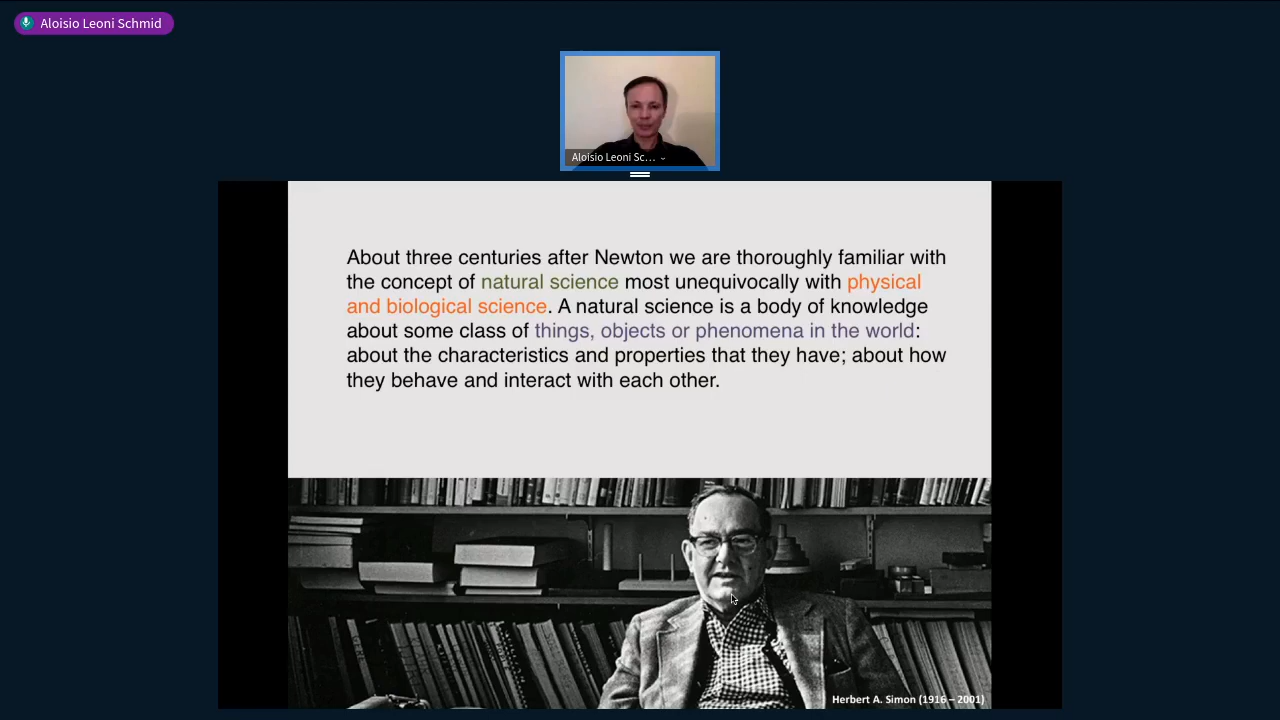 Aloisio Leoni Schmid
Aloisio Leoni Sc...
About three centuries after Newton we are thoroughly familiar with
the concept of natural science most unequivocally with physical
and biological science. A natural science is a body of knowledge
about some class of things, objects or phenomena in the world:
about the characteristics and properties that they have; about how
they behave and interact with each other.
Herbert A. Simon (1916 – 2001)